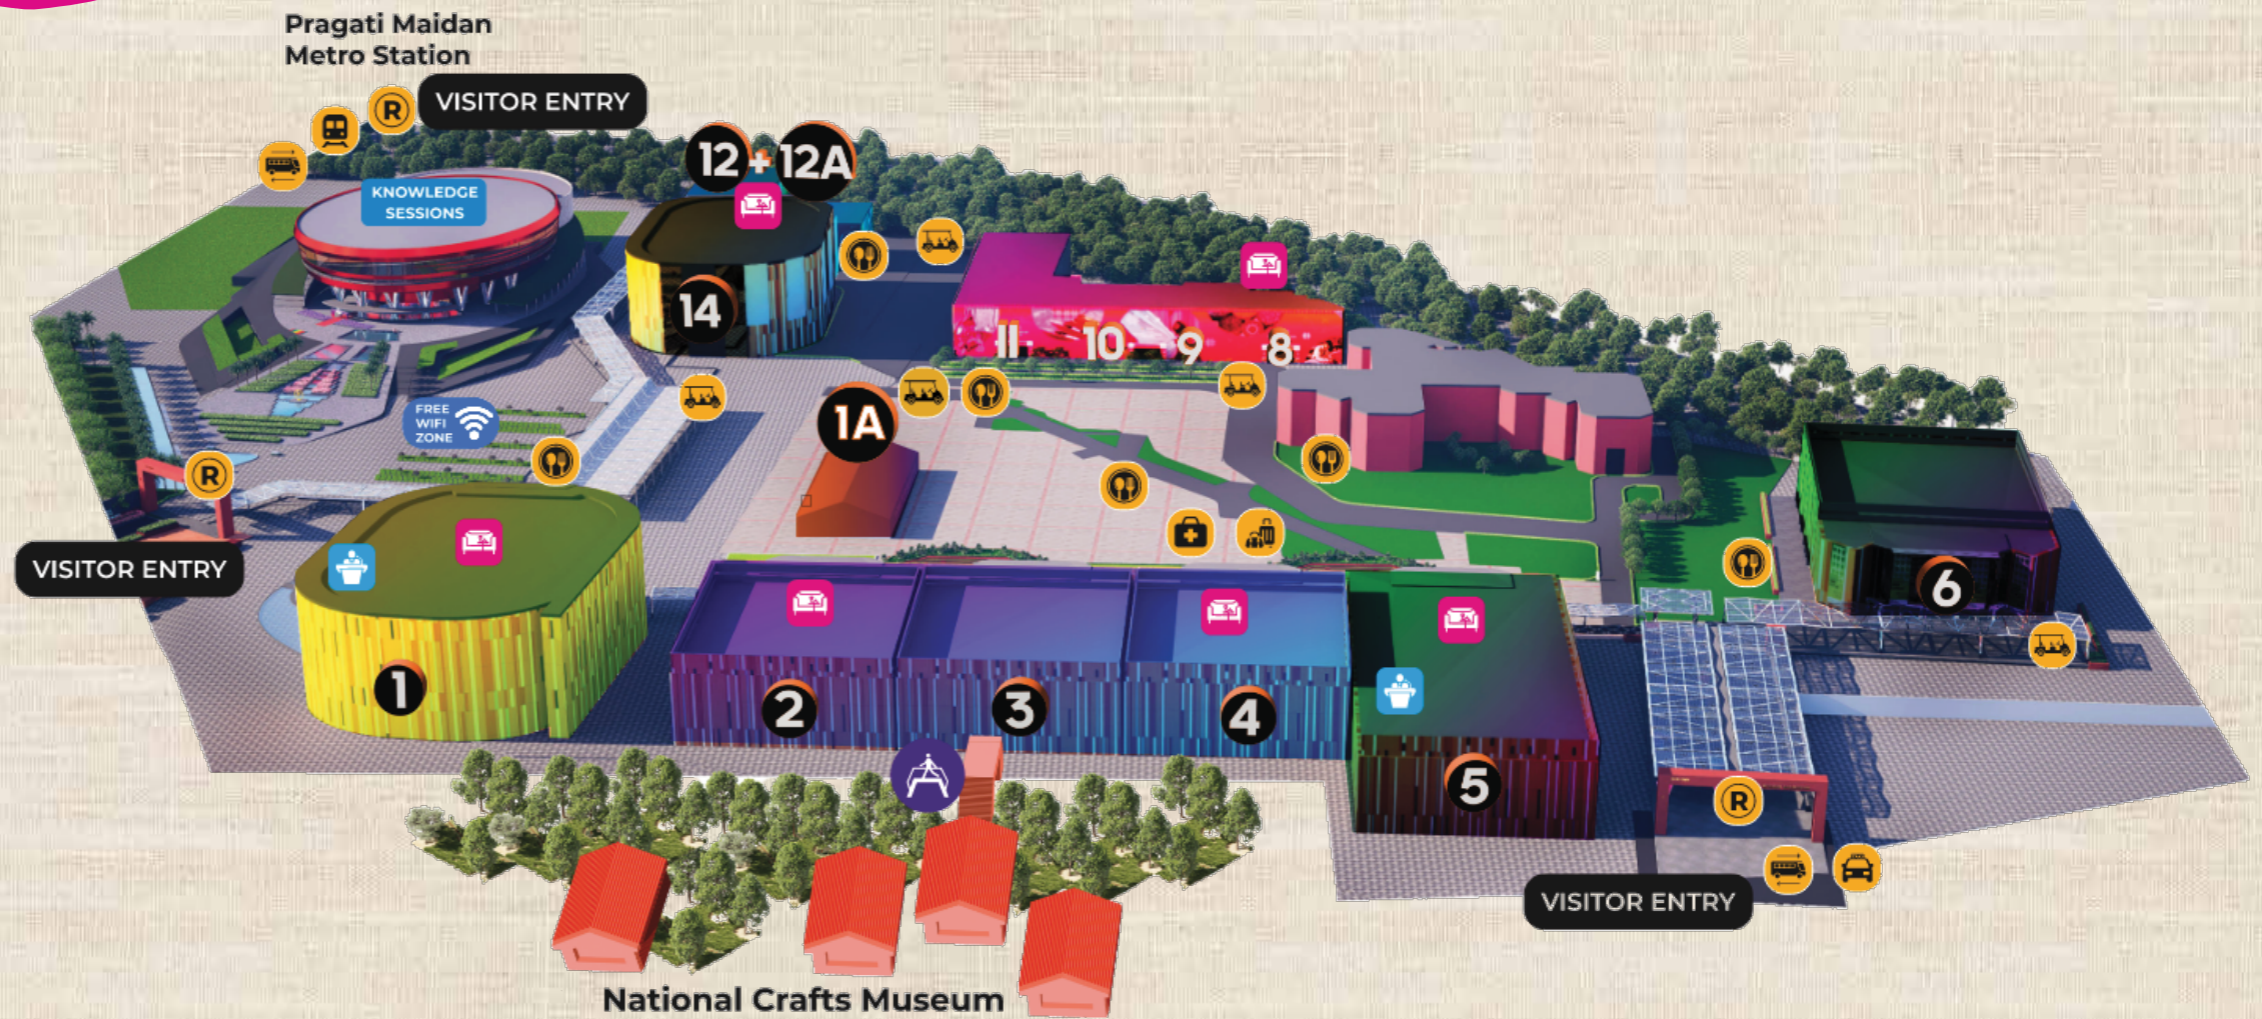 Pragati Maidan
Metro Station
R
VISITOR ENTRY
12 + 12A
KNOWLEDGE
SESSIONS
14
11
10
9
8
1A
FREE
WIFI
ZONE
R
VISITOR ENTRY
6
1
2
3
4
5
R
VISITOR ENTRY
National Crafts Museum